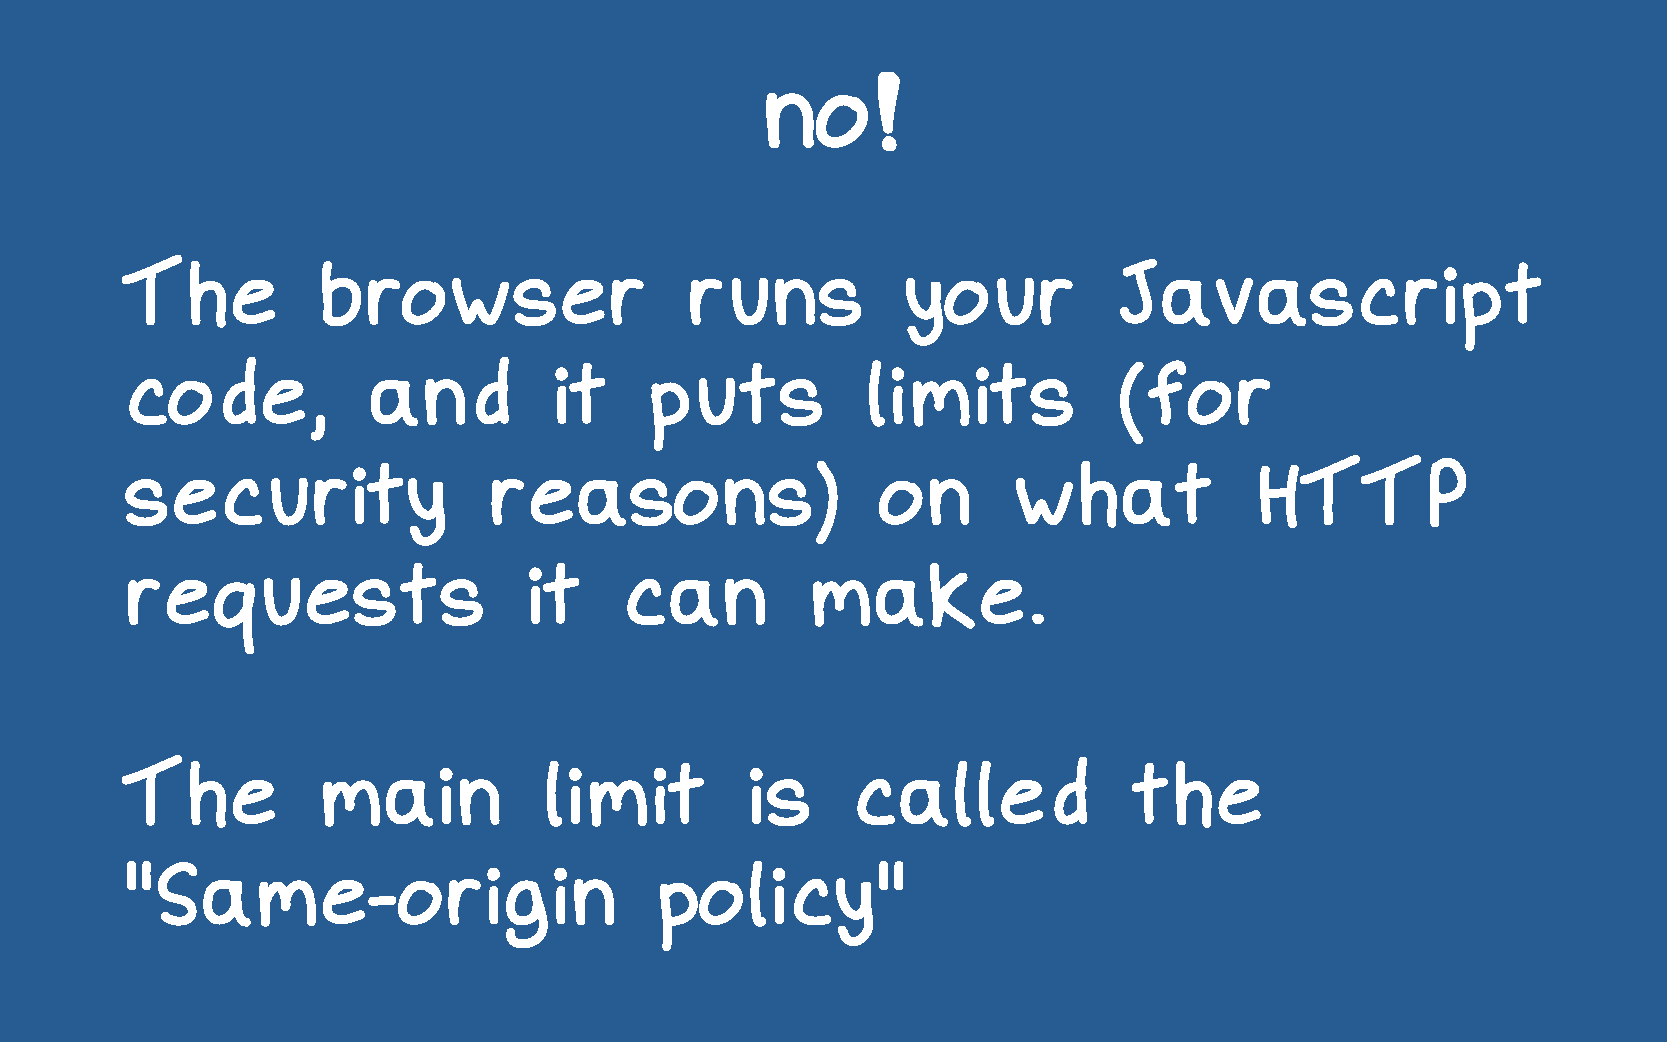 no!
The browser runs your Javascript
code, and it puts limits (for
security reasons) on what HTTP
requests it can make.
The main limit is called the
"Same-origin policy"